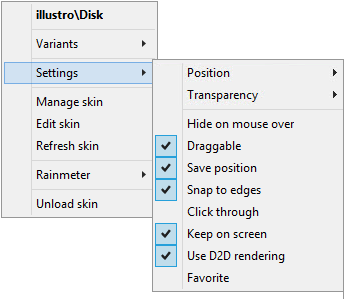 illustro\Disk
Variants
Settings
Manage skin
Edit skin
Refresh skin
Rainmeter
Unload skin
Position
Transparency
Hide on mouse over
Draggable
Save position
Snap to edges
Click through
Keep on screen
Use D2D rendering
Favorite